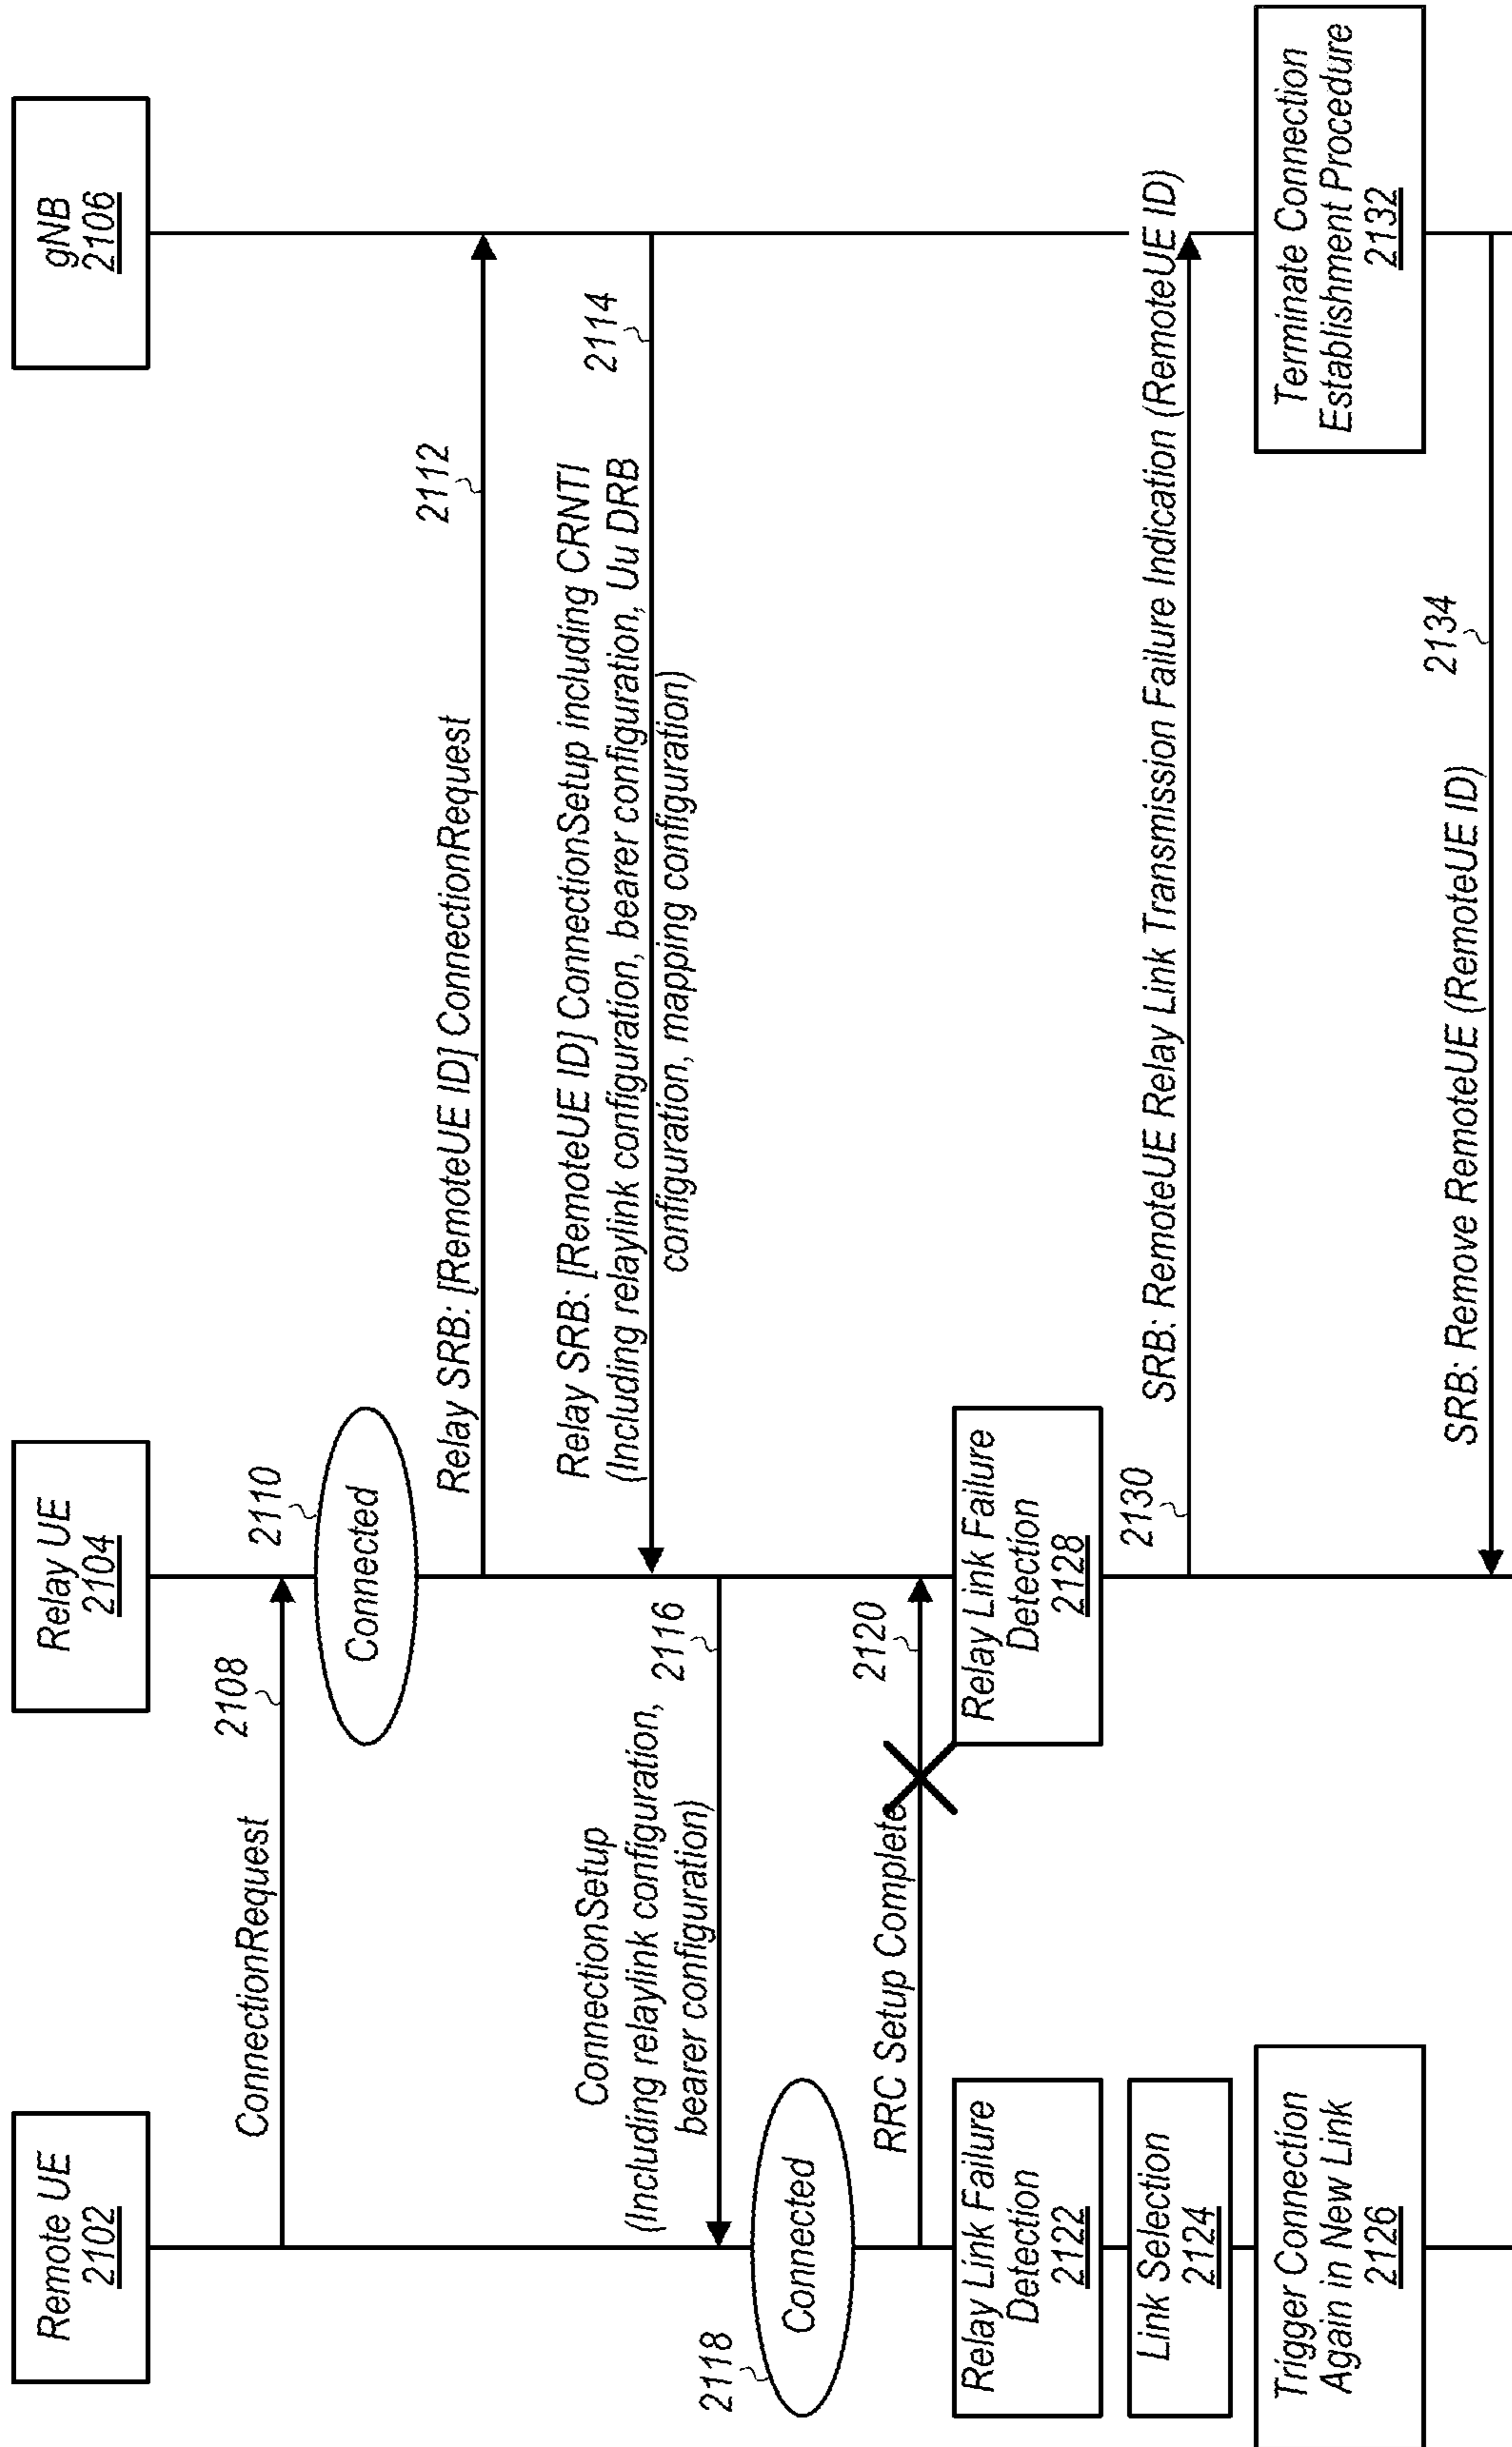 Remote UE
2102
Relay UE
2104
gNB
2106
ConnectionRequest
2108
2110
Connected
Relay SRB: [RemoteUE ID] ConnectionRequest
2112
Relay SRB: [RemoteUE ID] ConnectionSetup including CRNTI
(Including relaylink configuration, bearer configuration, Uu DRB
configuration, mapping configuration)
2114
ConnectionSetup
(Including relaylink configuration,
bearer configuration)
2116
2118
Connected
RRC Setup Complete
2120
Relay Link Failure
Detection
2122
Link Selection
2124
Trigger Connection
Again in New Link
2126
Relay Link Failure
Detection
2128
2130
SRB: RemoteUE Relay Link Transmission Failure Indication (RemoteUE ID)
Terminate Connection
Establishment Procedure
2132
SRB: Remove RemoteUE (RemoteUE ID)
2134